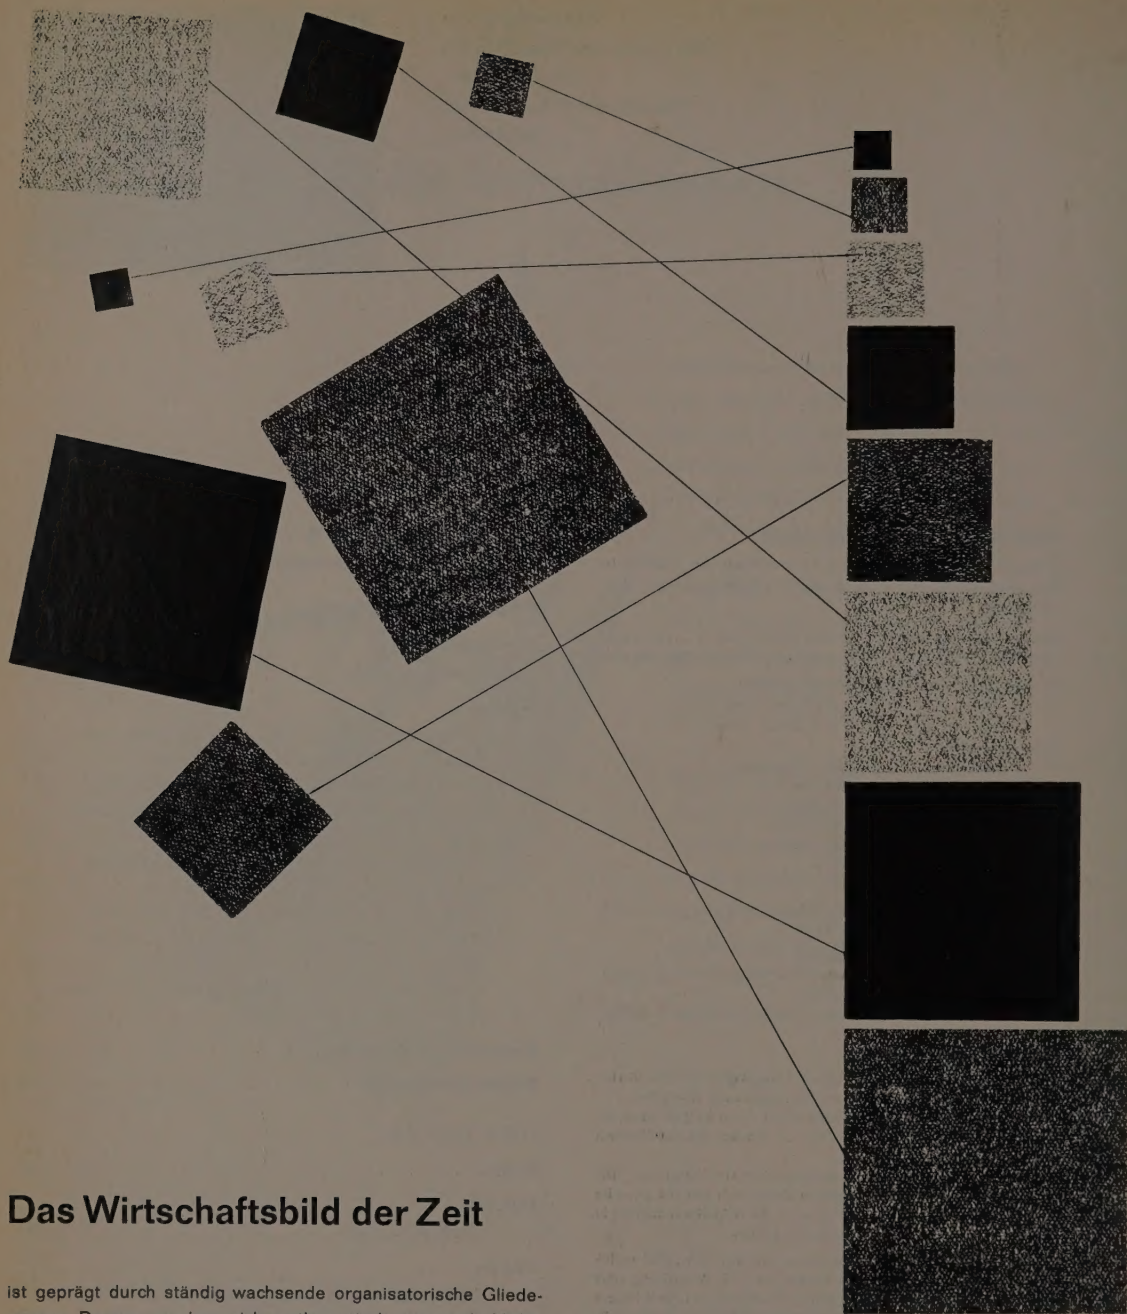 Das Wirtschaftsbild der Zeit
ist geprägt durch ständig wachsende organisatorische Gliede-